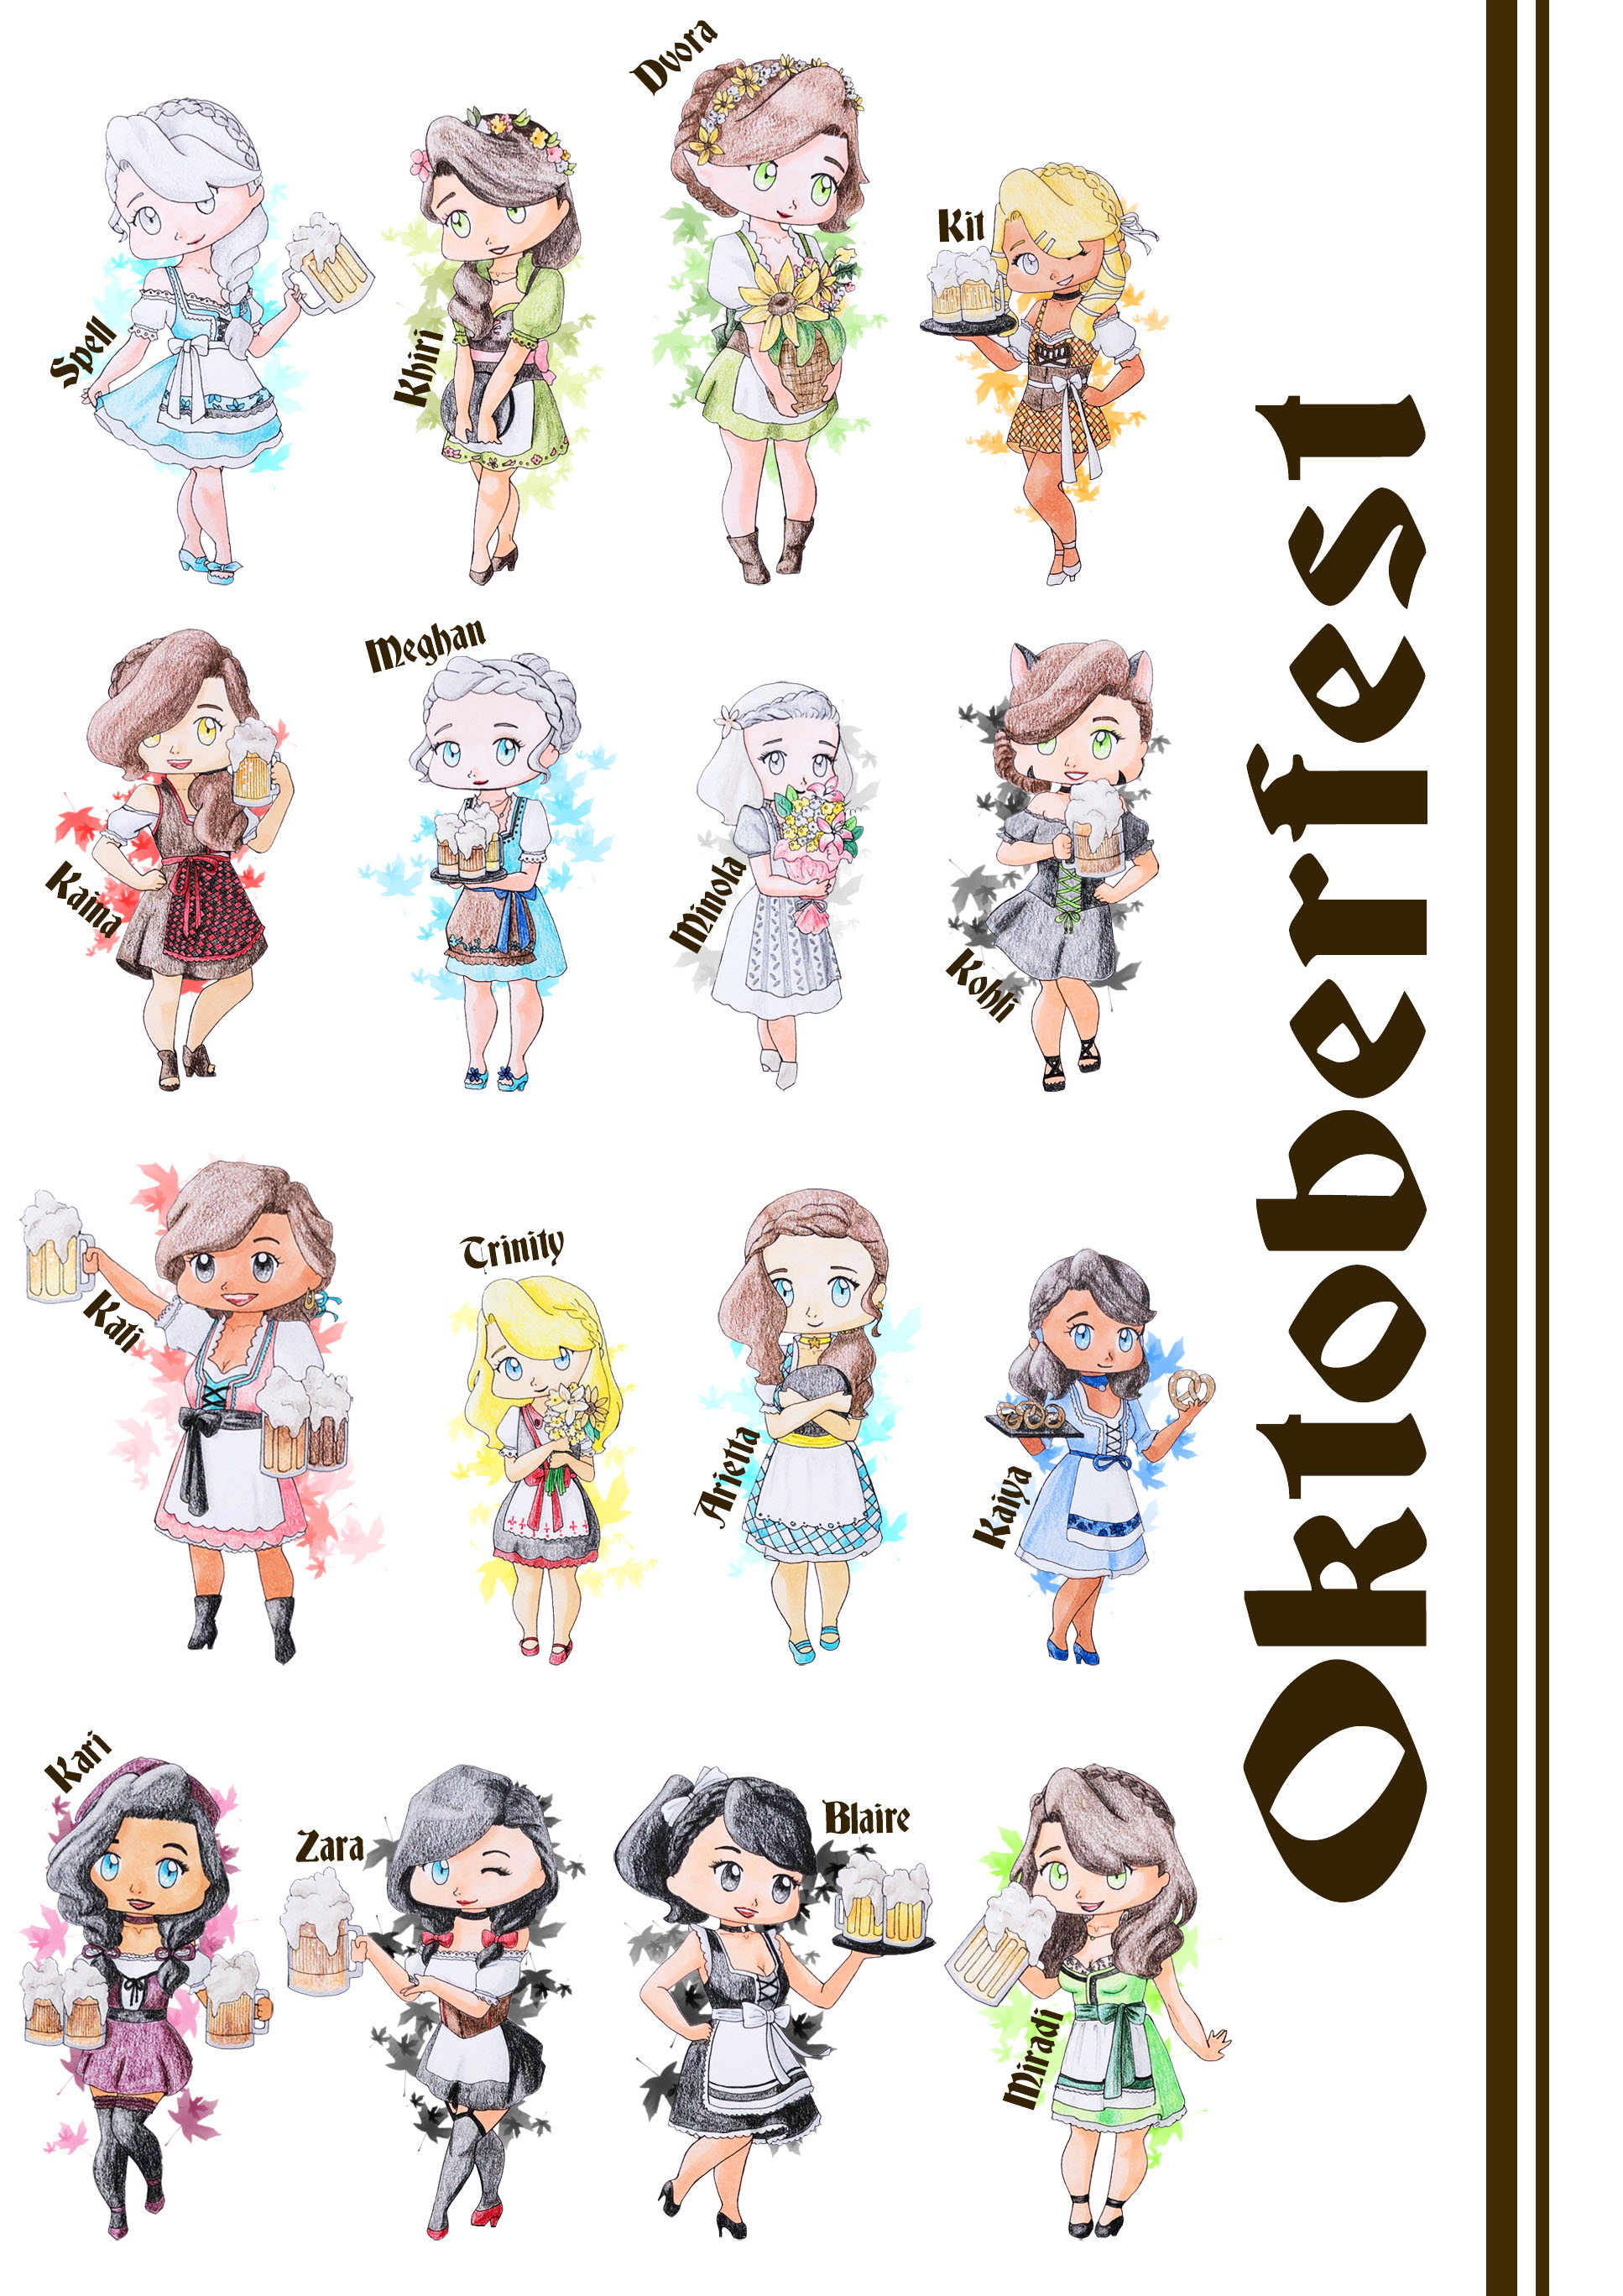 Dvora
Spell
Khiri
Kit
Meghan
Kaina
Minola
Kohli
Trinity
Kati
Arietta
Kaiya
Kari
Zara
Blaire
Miradi
Oktoberfest